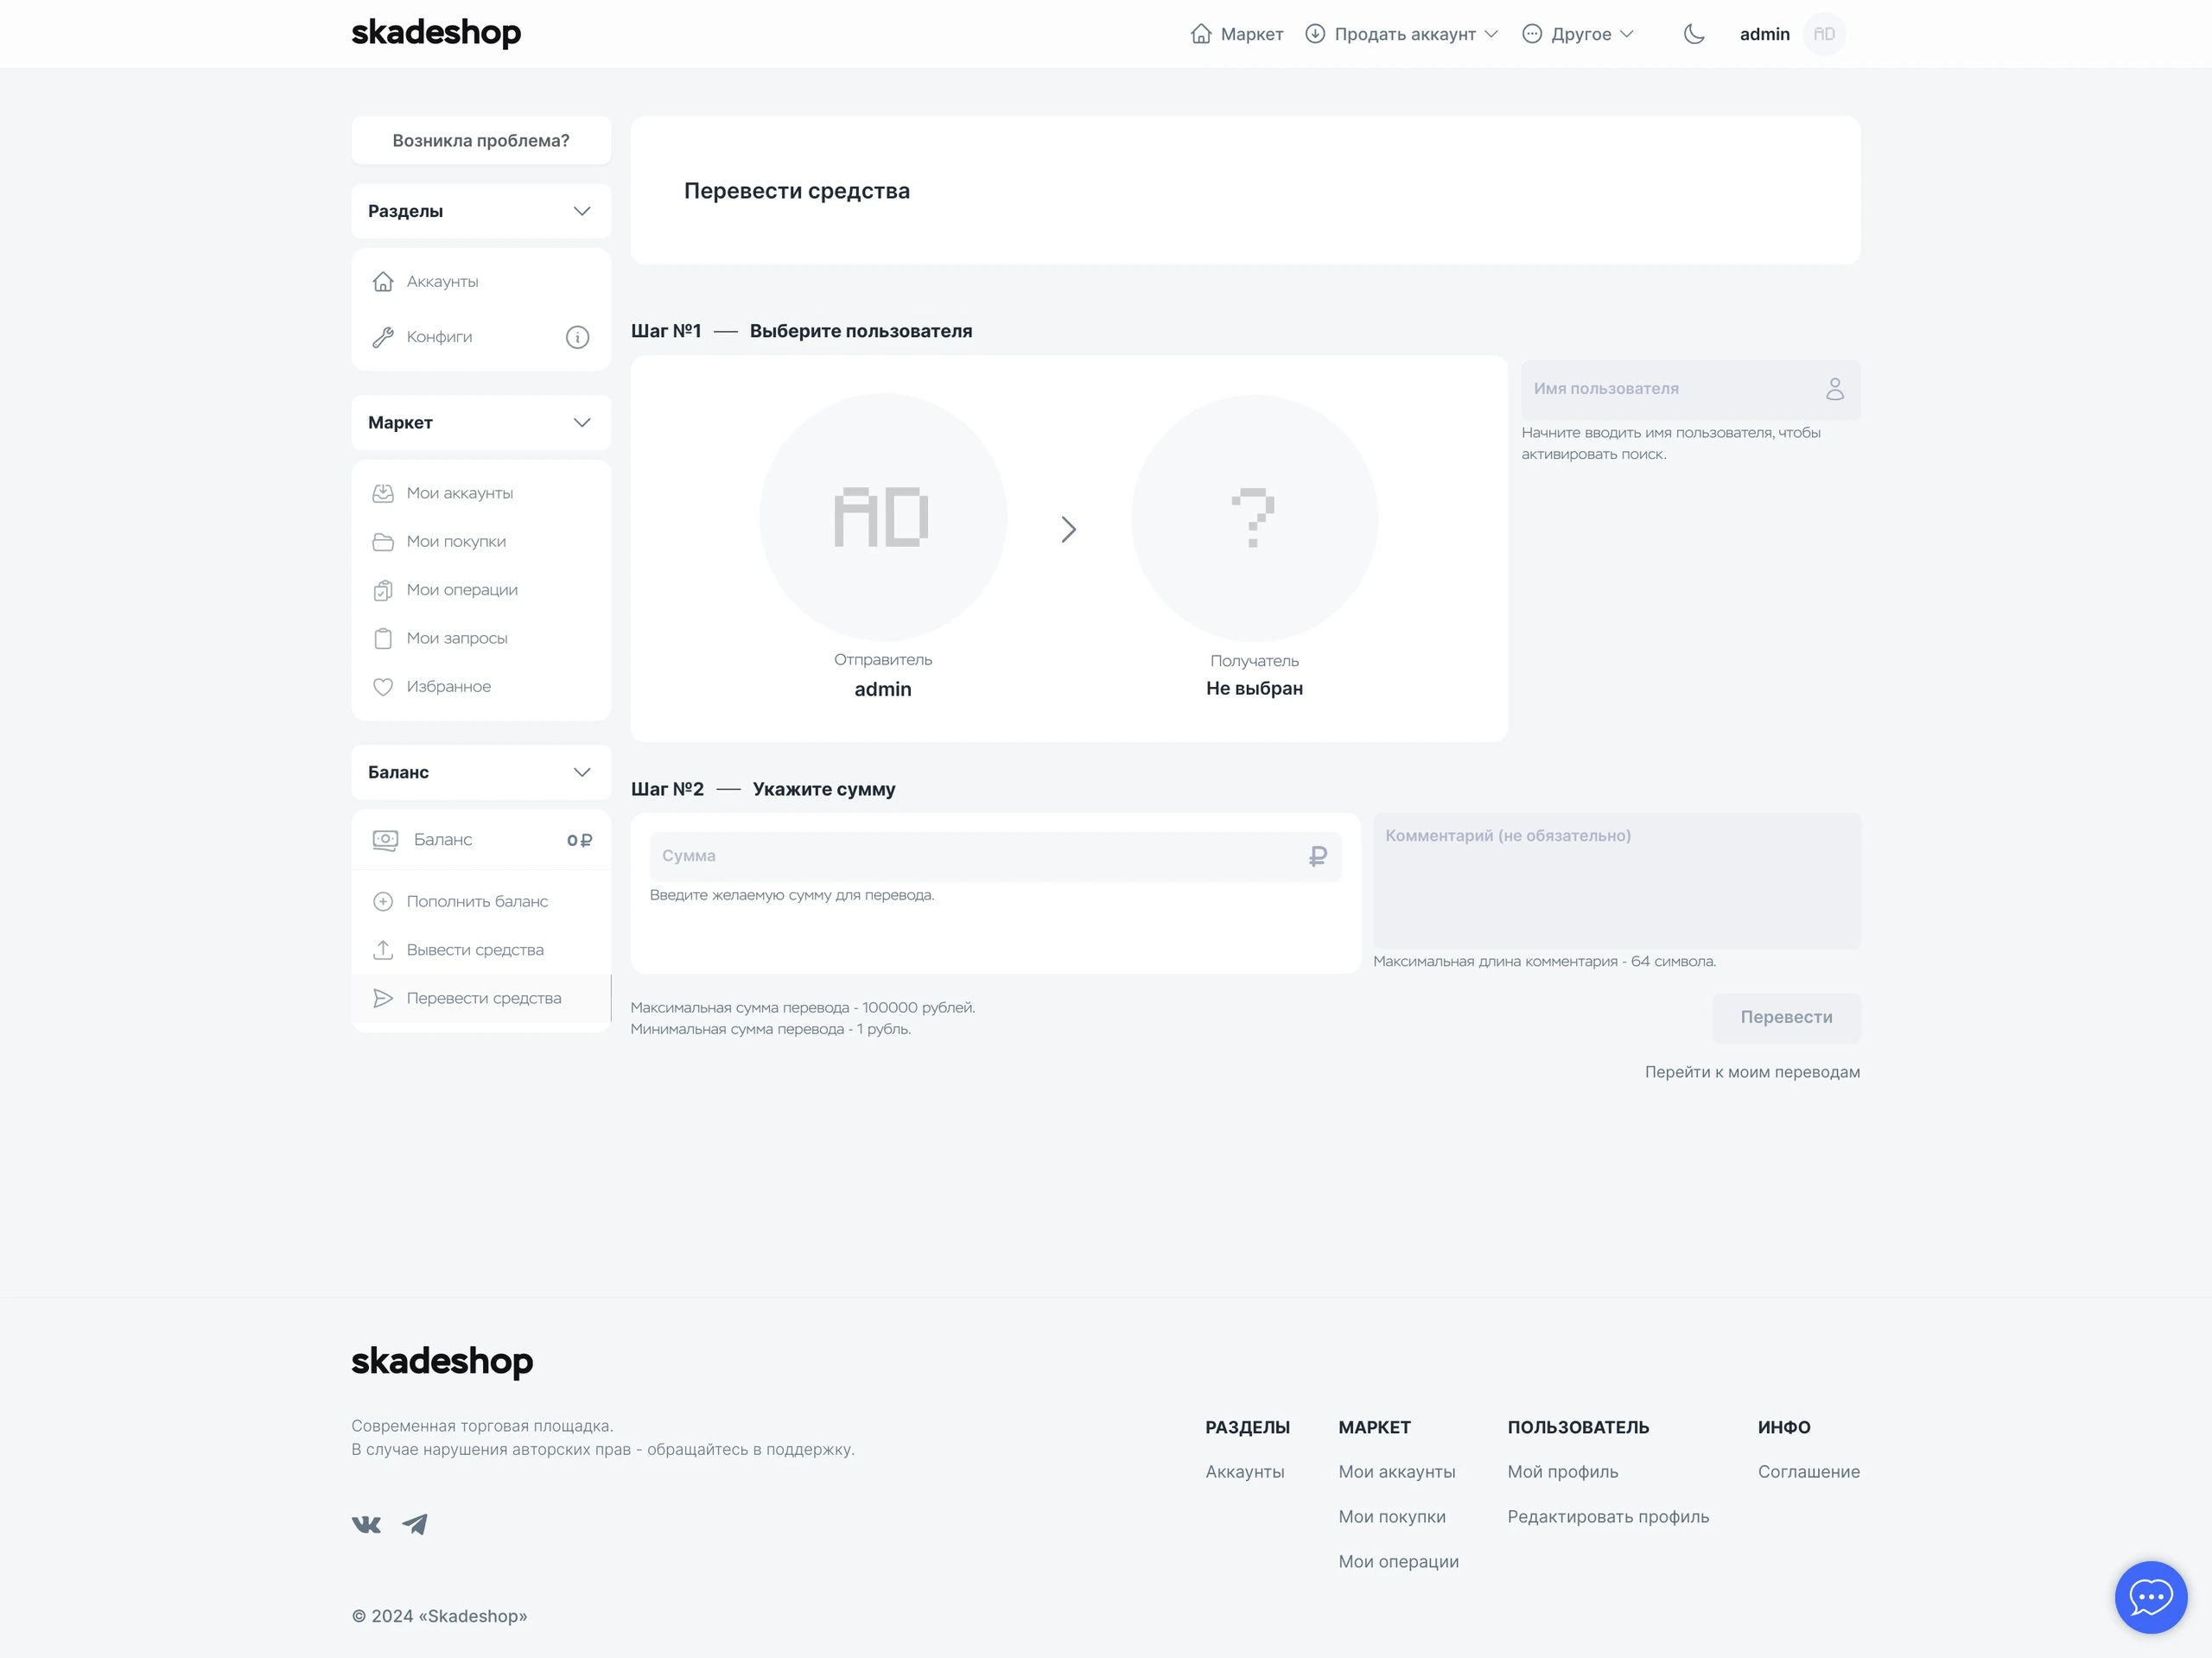 skadeshop
Маркет
Продать аккаунт
Другое
admin
AD
Возникла проблема?
Разделы
Аккаунты
Конфиги
Маркет
Мои аккаунты
Мои покупки
Мои операции
Мои запросы
Избранное
Баланс
Баланс
0 ₽
Пополнить баланс
Вывести средства
Перевести средства
Перевести средства
Шаг №1 — Выберите пользователя
AD
?
Отправитель
admin
Получатель
Не выбран
Имя пользователя
Начните вводить имя пользователя, чтобы
активировать поиск.
Шаг №2 — Укажите сумму
Сумма
₽
Введите желаемую сумму для перевода.
Комментарий (не обязательно)
Максимальная длина комментария - 64 символа.
Максимальная сумма перевода - 100000 рублей.
Минимальная сумма перевода - 1 рубль.
Перевести
Перейти к моим переводам
skadeshop
Современная торговая площадка.
В случае нарушения авторских прав - обращайтесь в поддержку.
РАЗДЕЛЫ
Аккаунты
МАРКЕТ
Мои аккаунты
Мои покупки
Мои операции
ПОЛЬЗОВАТЕЛЬ
Мой профиль
Редактировать профиль
ИНФО
Соглашение
© 2024 «Skadeshop»